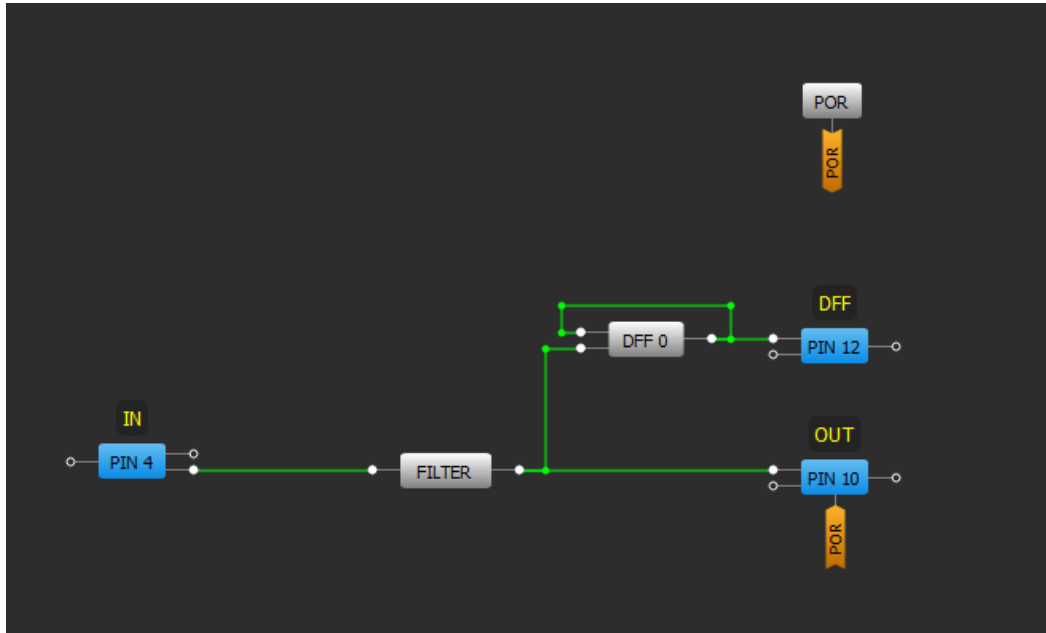 POR
POR
DFF
DFF 0
PIN 12
IN
PIN 4
FILTER
OUT
PIN 10
POR